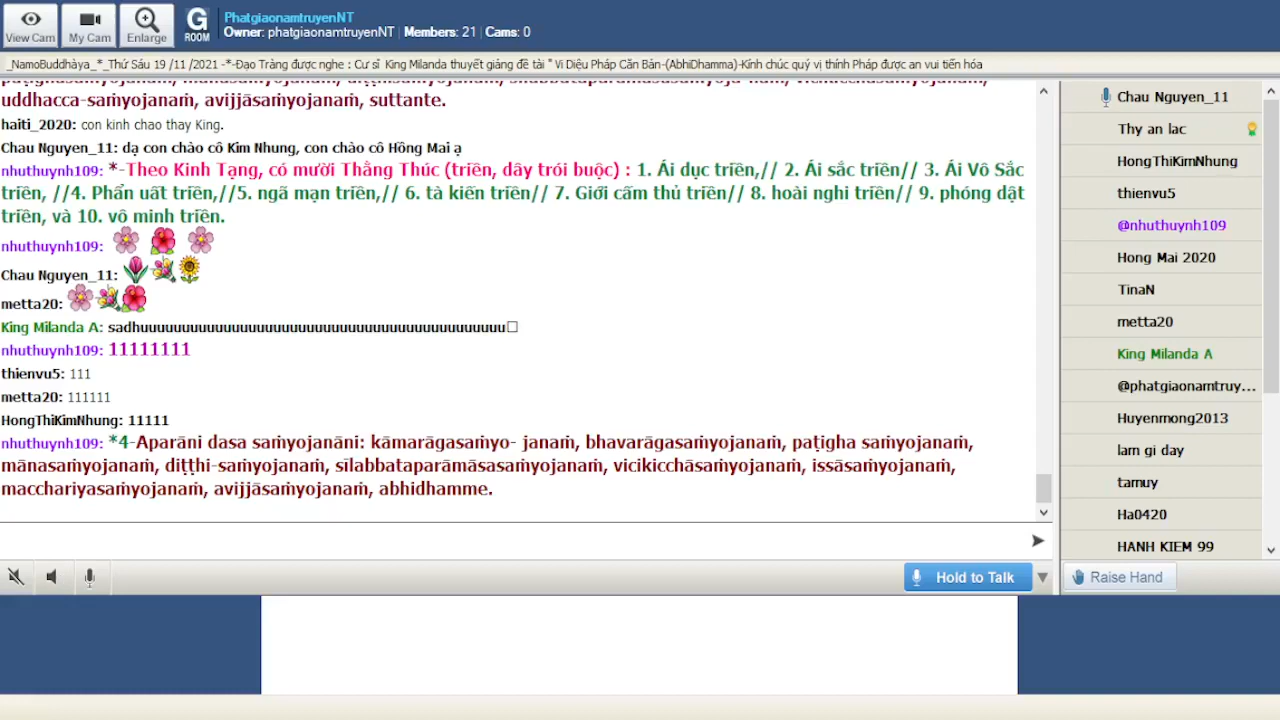 View Cam
My Cam
Enlarge
G
ROOM
PhatgiaonamtruyenNT
Owner: phatgiaonamtruyenNT | Members: 21 | Cams: 0
_NamoBuddhàya_*_Thứ Sáu 19 /11 /2021 -*-Đạo Tràng được nghe : Cư sĩ King Milanda thuyết giảng đề tài " Vi Diệu Pháp Căn Bản-(AbhiDhamma)-Kính chúc quý vị thính Pháp được an vui tiến hóa
uddhacca-saṁyojanaṁ, avijjāsaṁyojanaṁ, suttante.
haiti_2020: con kinh chao thay King.
Chau Nguyen_11: dạ con chào cô Kim Nhung, con chào cô Hồng Mai ạ
nhuthuynh109: *-Theo Kinh Tạng, có mười Thằng Thúc (triền, dây trói buộc) : 1. Ái dục triền,// 2. Ái sắc triền// 3. Ái Vô Sắc
triền, //4. Phẩn uất triền,//5. ngã mạn triền,// 6. tà kiến triền// 7. Giới cấm thủ triền// 8. hoài nghi triền// 9. phóng dật
triền, và 10. vô minh triền.
nhuthuynh109:
Chau Nguyen_11:
metta20:
King Milanda A: sadhuuuuuuuuuuuuuuuuuuuuuuuuuuuuuuuuuuuuuuuuuuuu
nhuthuynh109: 11111111
thienvu5: 111
metta20: 111111
HongThiKimNhung: 11111
nhuthuynh109: *4-Aparāni dasa saṁyojanāni: kāmarāgasaṁyo- janaṁ, bhavarāgasaṁyojanaṁ, paṭigha saṁyojanaṁ,
mānasaṁyojanaṁ, diṭṭhi-saṁyojanaṁ, sīlabbataparāmāsasaṁyojanaṁ, vicikicchāsaṁyojanaṁ, issāsaṁyojanaṁ,
macchariyasaṁyojanaṁ, avijjāsaṁyojanaṁ, abhidhamme.
Hold to Talk
Chau Nguyen_11
Thy an lac
HongThiKimNhung
thienvu5
@nhuthuynh109
Hong Mai 2020
TinaN
metta20
King Milanda A
@phatgiaonamtruy...
Huyenmong2013
lam gi day
tamuy
Ha0420
HANH KIEM 99
Raise Hand